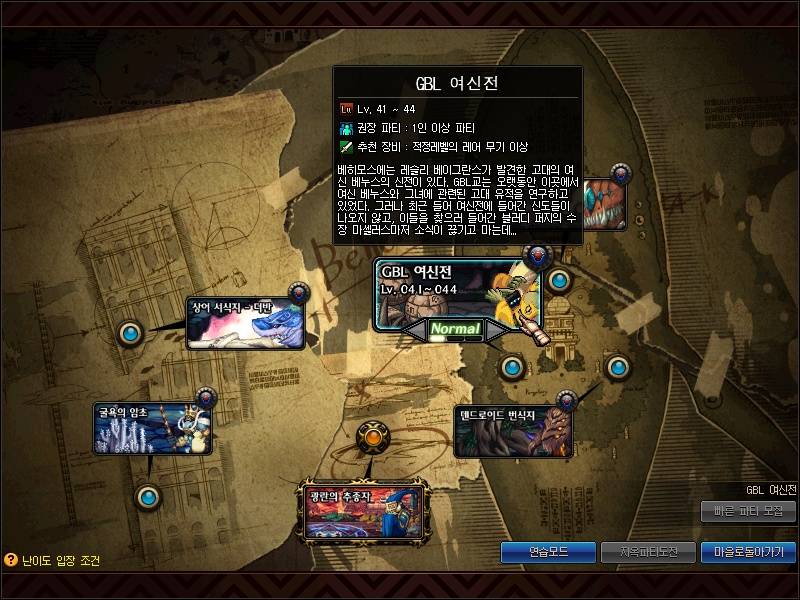 GBL 여신전
Lv. 41 ~ 44
권장 파티 : 1인 이상 파티
추천 장비 : 적정레벨의 레어 무기 이상
베히모스에는 레슬리 베이그란스가 발견한 고대의 여
신 베누스의 신전이 있다. GBL교는 오랫동안 이곳에서
여신 베누스와 그녀에 관련된 고대 유적을 연구하고
있었다. 그러나 최근 들어 여신전에 들어간 신도들이
나오지 않고, 이들을 찾으러 들어간 블러디 퍼지의 수
장 마셀러스마저 소식이 끊기고 마는데...
GBL 여신전
Lv. 041~ 044
Normal
상어 서식지 - 더반
굴욕의 암초
맨드로이드 번식지
광란의 추종자
GBL 여신전
빠른 파티 모집
연습모드
지옥파티도전
마을로돌아가기
난이도 입장 조건